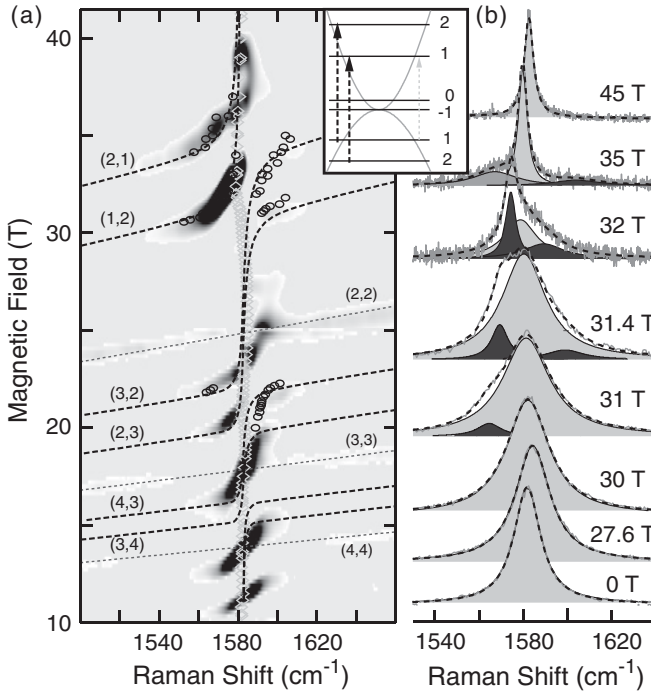 (a)
(b)
40
30
20
10
Magnetic Field (T)
(2,1)
(1,2)
(2,2)
(3,2)
(2,3)
(3,3)
(4,3)
(3,4)
(4,4)
2
1
0
-1
1
2
45 T
35 T
32 T
31.4 T
31 T
30 T
27.6 T
0 T
1540 1580 1620
1540 1580 1620
Raman Shift (cm⁻¹)
Raman Shift (cm⁻¹)